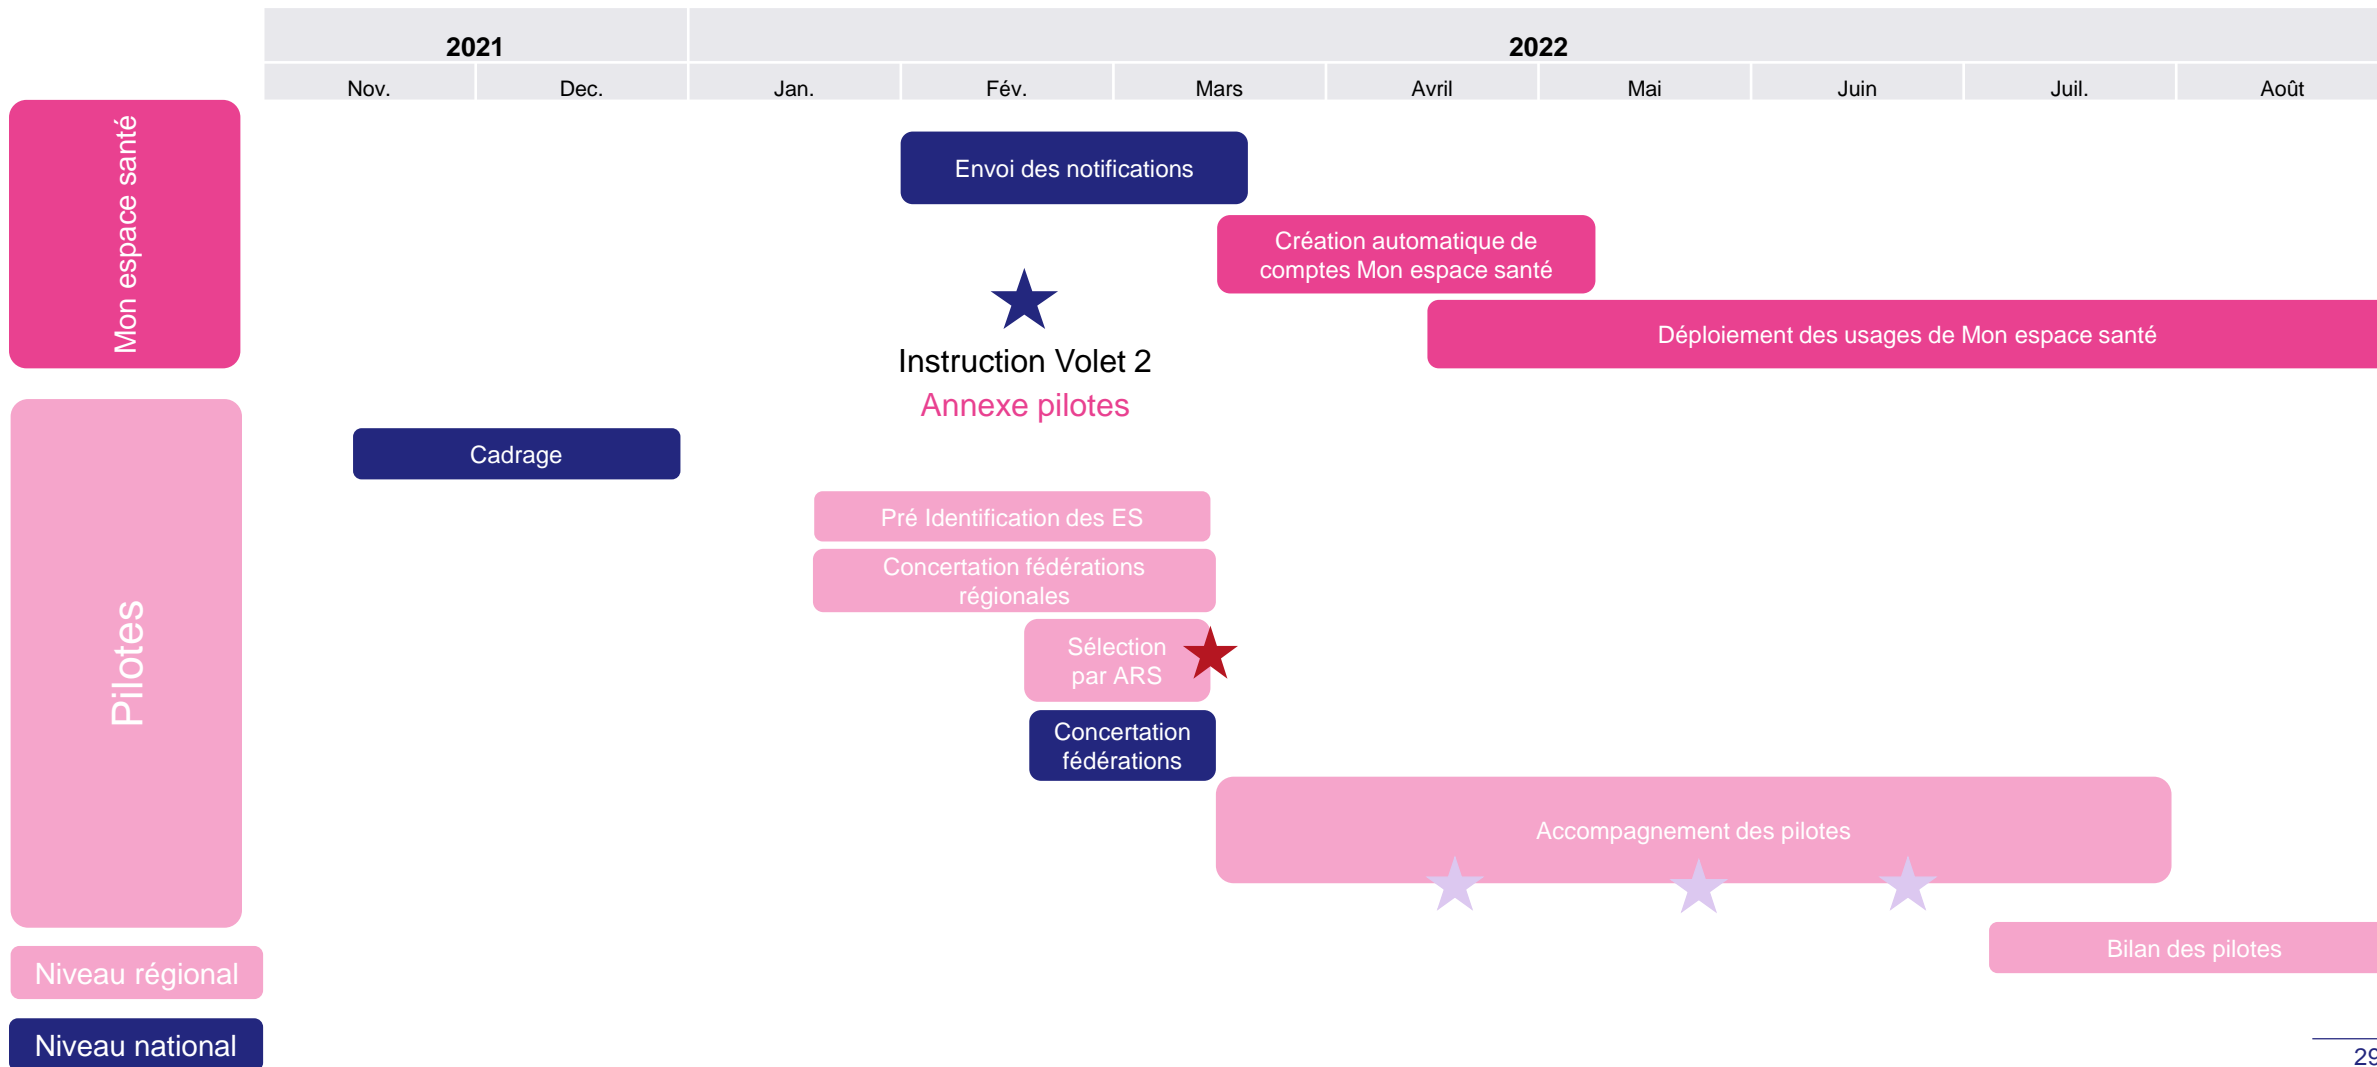 2021
2022
Nov.
Dec.
Jan.
Fév.
Mars
Avril
Mai
Juin
Juil.
Août
Mon espace santé
Envoi des notifications
Création automatique de
comptes Mon espace santé
Déploiement des usages de Mon espace santé
Instruction Volet 2
Annexe pilotes
Pilotes
Cadrage
Pré Identification des ES
Concertation fédérations
régionales
Sélection
par ARS
Concertation
fédérations
Accompagnement des pilotes
Bilan des pilotes
Niveau régional
Niveau national
29